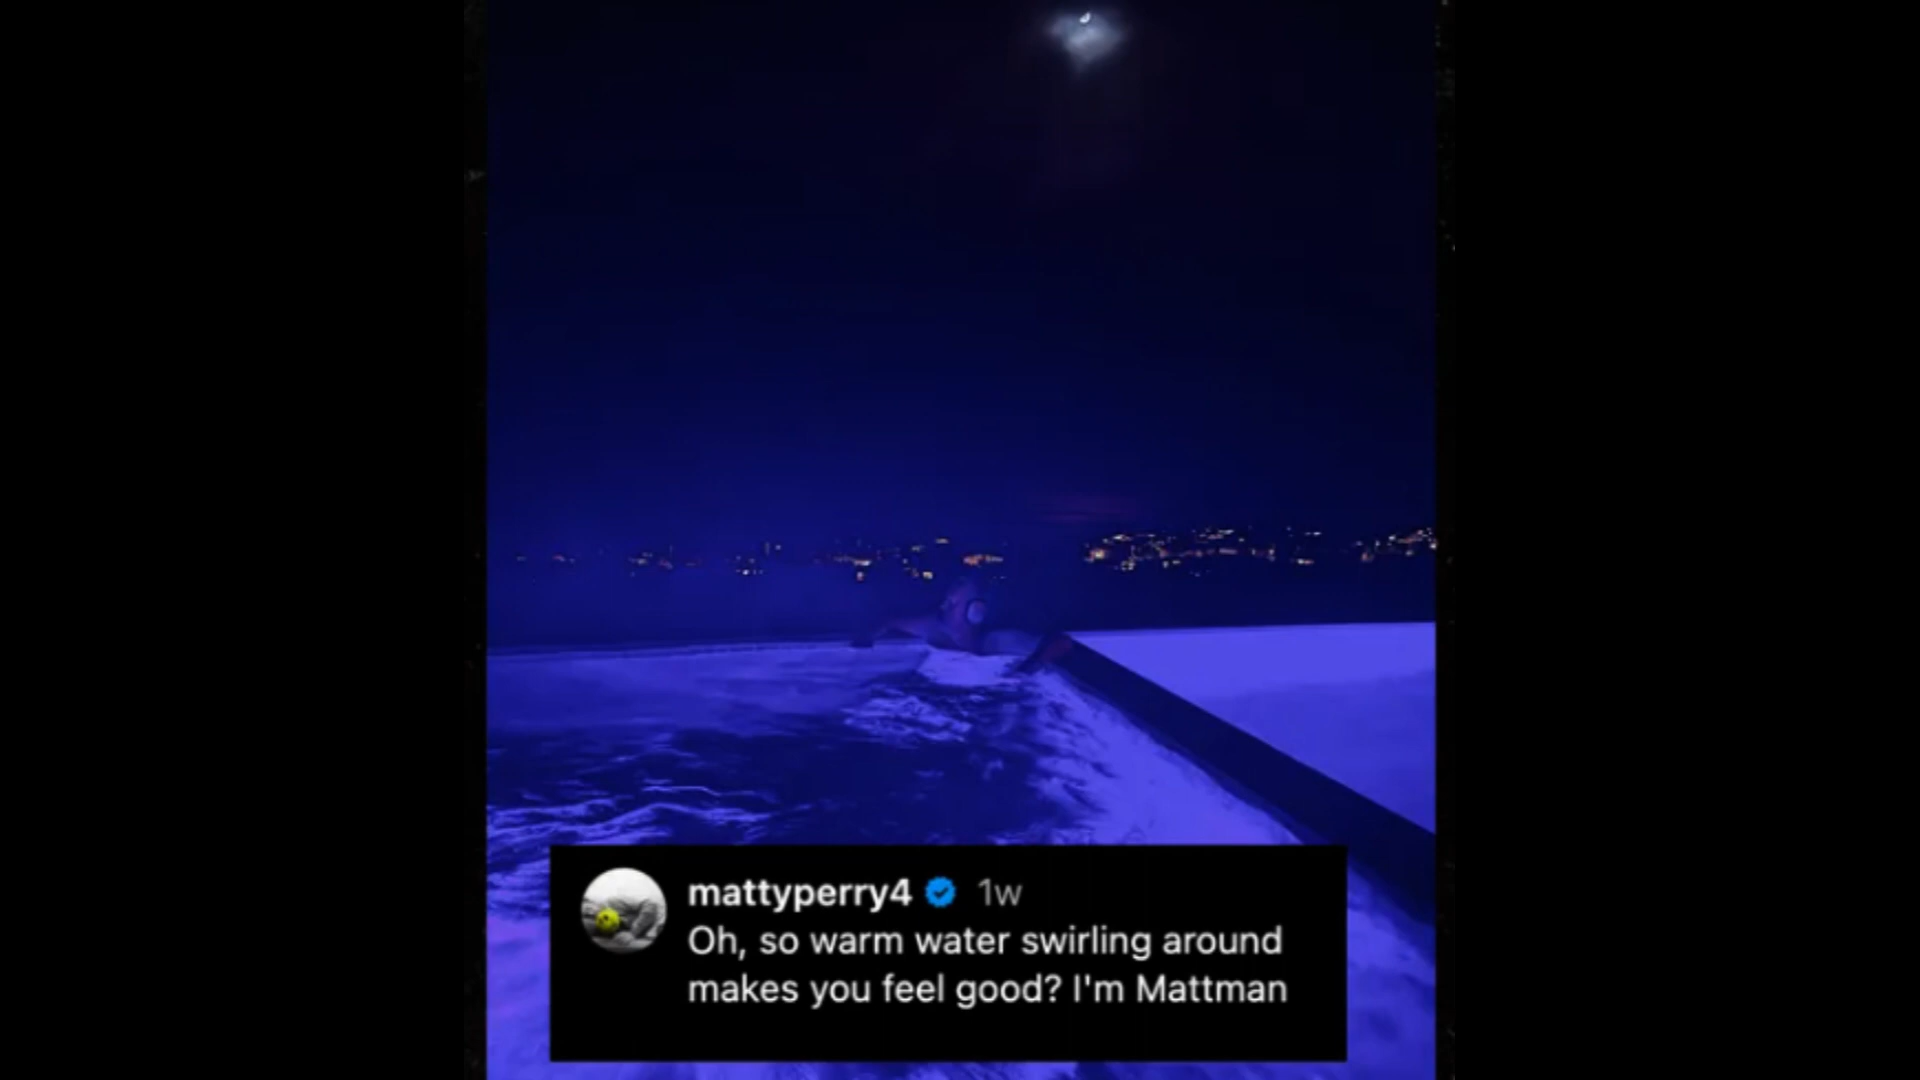 mattyperry4 1w
Oh, so warm water swirling around
makes you feel good? I'm Mattman